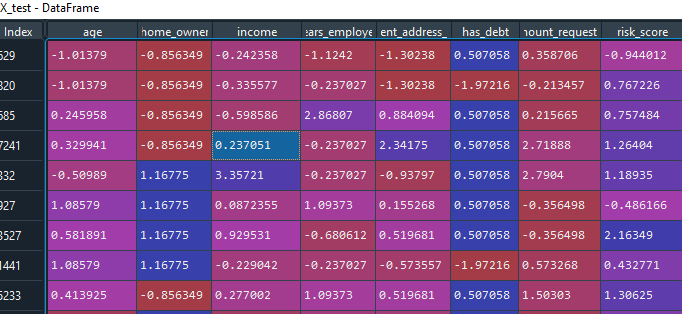 X_test - DataFrame
Index age home_owner income ears_employe ent_address_ has_debt nount_request risk_score
529 -1.01379 -0.856349 -0.242358 -1.1242 -1.30238 0.507058 0.358706 -0.944012
820 -1.01379 -0.856349 -0.335577 -0.237027 -1.30238 -1.97216 -0.213457 0.767226
585 0.245958 -0.856349 -0.598586 2.86807 0.884094 0.507058 0.215665 0.757484
7241 0.329941 -0.856349 0.237051 -0.237027 2.34175 0.507058 2.71888 1.26404
332 -0.50989 1.16775 3.35721 -0.237027 -0.93797 0.507058 2.7904 1.18935
927 1.08579 -0.856349 0.0872355 1.09373 0.155268 0.507058 -0.356498 -0.486166
3527 0.581891 1.16775 0.929531 -0.680612 0.519681 0.507058 -0.356498 2.16349
1441 1.08579 1.16775 -0.229042 -0.237027 -0.573557 -1.97216 0.573268 0.432771
5233 0.413925 -0.856349 0.277002 1.09373 0.519681 0.507058 1.50303 1.30625